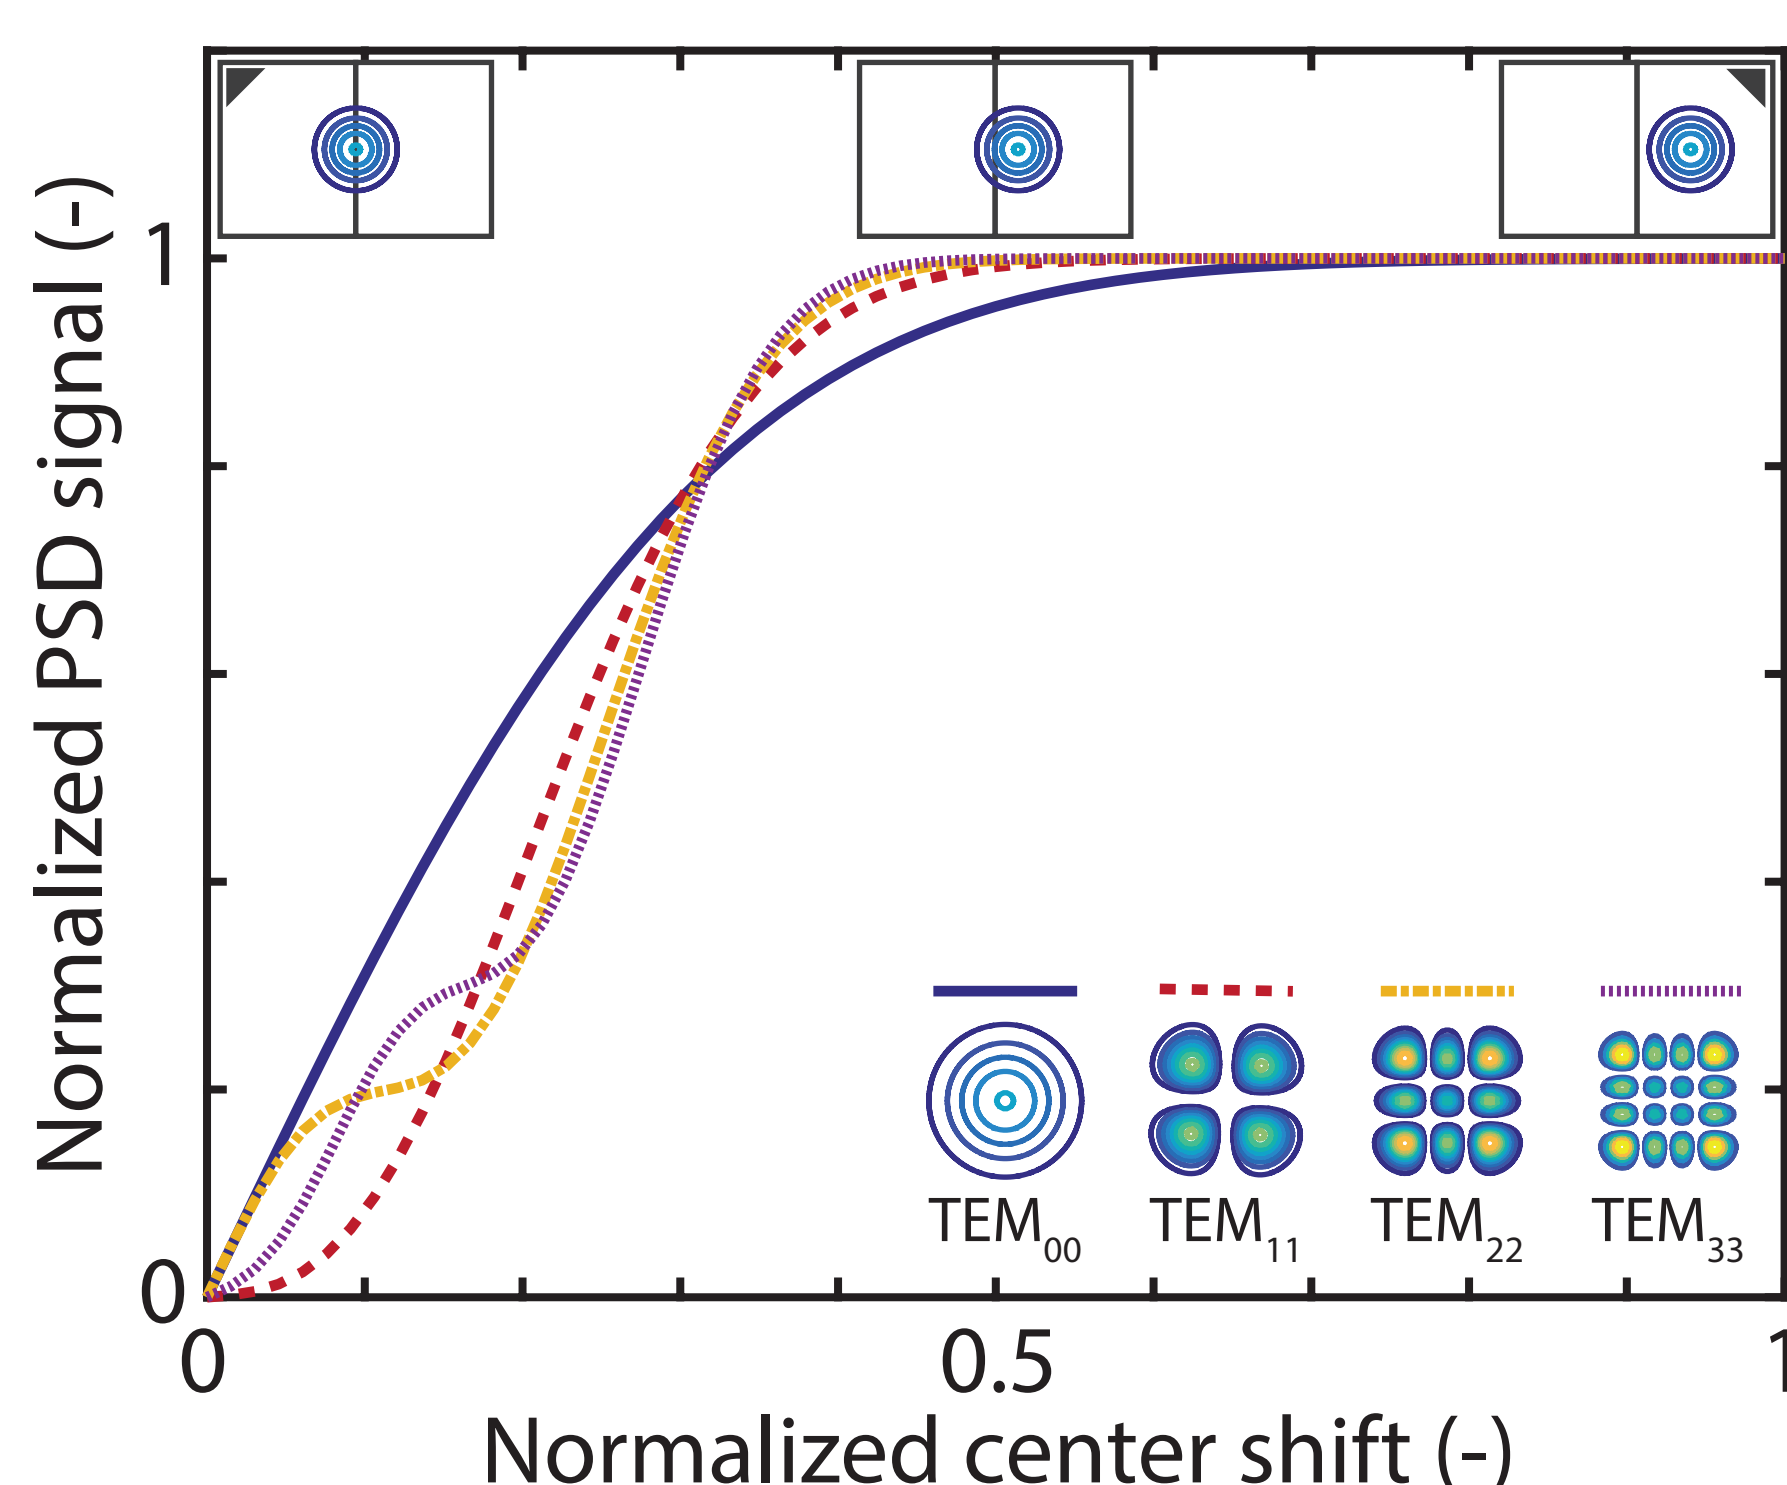 Normalized PSD signal (-)
1
0
TEM00 TEM11 TEM22 TEM33
0 0.5 1
Normalized center shift (-)